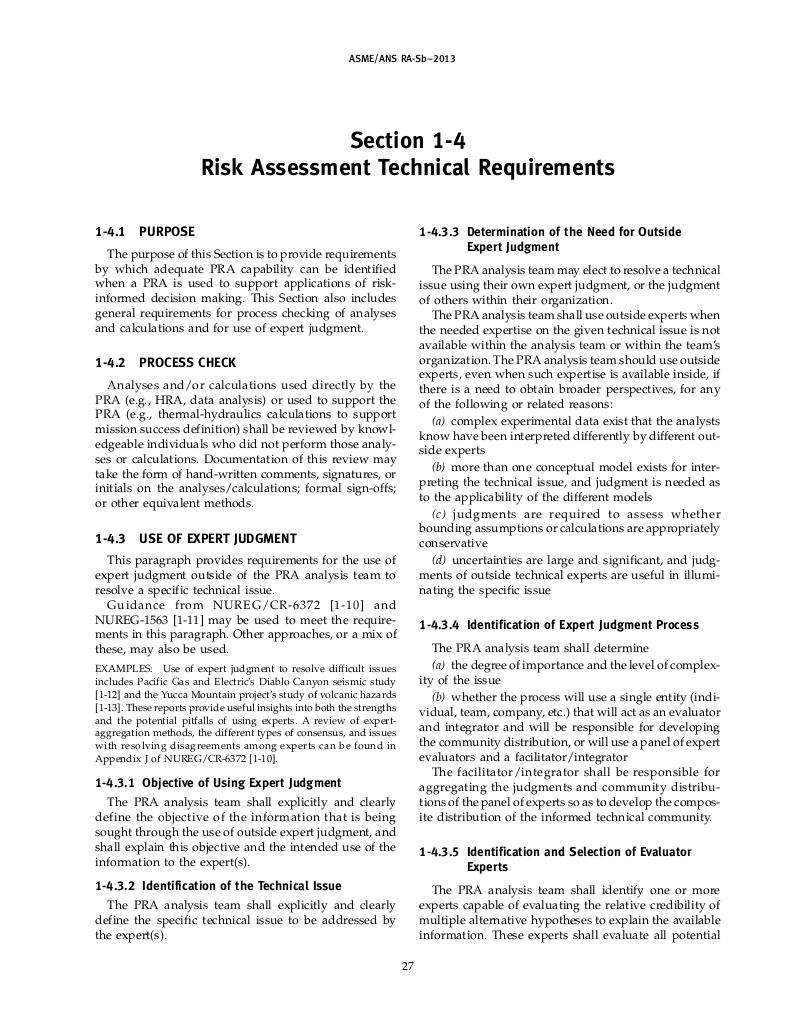 ASME/ANS RA-Sb–2013
Section 1-4
Risk Assessment Technical Requirements
1-4.1 PURPOSE
The purpose of this Section is to provide requirements
by which adequate PRA capability can be identified
when a PRA is used to support applications of risk-
informed decision making. This Section also includes
general requirements for process checking of analyses
and calculations and for use of expert judgment.
1-4.2 PROCESS CHECK
Analyses and/or calculations used directly by the
PRA (e.g., HRA, data analysis) or used to support the
PRA (e.g., thermal-hydraulics calculations to support
mission success definition) shall be reviewed by knowl-
edgeable individuals who did not perform those analy-
ses or calculations. Documentation of this review may
take the form of hand-written comments, signatures, or
initials on the analyses/calculations; formal sign-offs;
or other equivalent methods.
1-4.3 USE OF EXPERT JUDGMENT
This paragraph provides requirements for the use of
expert judgment outside of the PRA analysis team to
resolve a specific technical issue.
Guidance from NUREG/CR-6372 [1-10] and
NUREG-1563 [1-11] may be used to meet the require-
ments in this paragraph. Other approaches, or a mix of
these, may also be used.
EXAMPLES: Use of expert judgment to resolve difficult issues
includes Pacific Gas and Electric's Diablo Canyon seismic study
[1-12] and the Yucca Mountain project's study of volcanic hazards
[1-13]. These reports provide useful insights into both the strengths
and the potential pitfalls of using experts. A review of expert-
aggregation methods, the different types of consensus, and issues
with resolving disagreements among experts can be found in
Appendix J of NUREG/CR-6372 [1-10].
1-4.3.1 Objective of Using Expert Judgment
The PRA analysis team shall explicitly and clearly
define the objective of the information that is being
sought through the use of outside expert judgment, and
shall explain this objective and the intended use of the
information to the expert(s).
1-4.3.2 Identification of the Technical Issue
The PRA analysis team shall explicitly and clearly
define the specific technical issue to be addressed by
the expert(s).
1-4.3.3 Determination of the Need for Outside
Expert Judgment
The PRA analysis team may elect to resolve a technical
issue using their own expert judgment, or the judgment
of others within their organization.
The PRA analysis team shall use outside experts when
the needed expertise on the given technical issue is not
available within the analysis team or within the team's
organization. The PRA analysis team should use outside
experts, even when such expertise is available inside, if
there is a need to obtain broader perspectives, for any
of the following or related reasons:
(a) complex experimental data exist that the analysts
know have been interpreted differently by different out-
side experts
(b) more than one conceptual model exists for inter-
preting the technical issue, and judgment is needed as
to the applicability of the different models
(c) judgments are required to assess whether
bounding assumptions or calculations are appropriately
conservative
(d) uncertainties are large and significant, and judg-
ments of outside technical experts are useful in illumi-
nating the specific issue
1-4.3.4 Identification of Expert Judgment Process
The PRA analysis team shall determine
(a) the degree of importance and the level of complex-
ity of the issue
(b) whether the process will use a single entity (indi-
vidual, team, company, etc.) that will act as an evaluator
and integrator and will be responsible for developing
the community distribution, or will use a panel of expert
evaluators and a facilitator/integrator
The facilitator/integrator shall be responsible for
aggregating the judgments and community distribu-
tions of the panel of experts so as to develop the compos-
ite distribution of the informed technical community.
1-4.3.5 Identification and Selection of Evaluator
Experts
The PRA analysis team shall identify one or more
experts capable of evaluating the relative credibility of
multiple alternative hypotheses to explain the available
information. These experts shall evaluate all potential
27